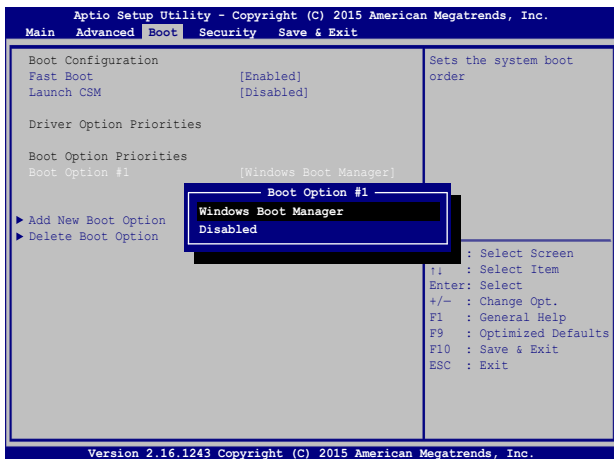 Aptio Setup Utility - Copyright (C) 2015 American Megatrends, Inc.
Main Advanced Boot Security Save & Exit
Boot Configuration
Fast Boot [Enabled]
Launch CSM [Disabled]
Driver Option Priorities
Boot Option Priorities
Boot Option #1 [Windows Boot Manager]
Boot Option #1
Windows Boot Manager
Disabled
▶ Add New Boot Option
▶ Delete Boot Option
Sets the system boot
order
: Select Screen
↑↓ : Select Item
Enter: Select
+/— : Change Opt.
F1 : General Help
F9 : Optimized Defaults
F10 : Save & Exit
ESC : Exit
Version 2.16.1243 Copyright (C) 2015 American Megatrends, Inc.